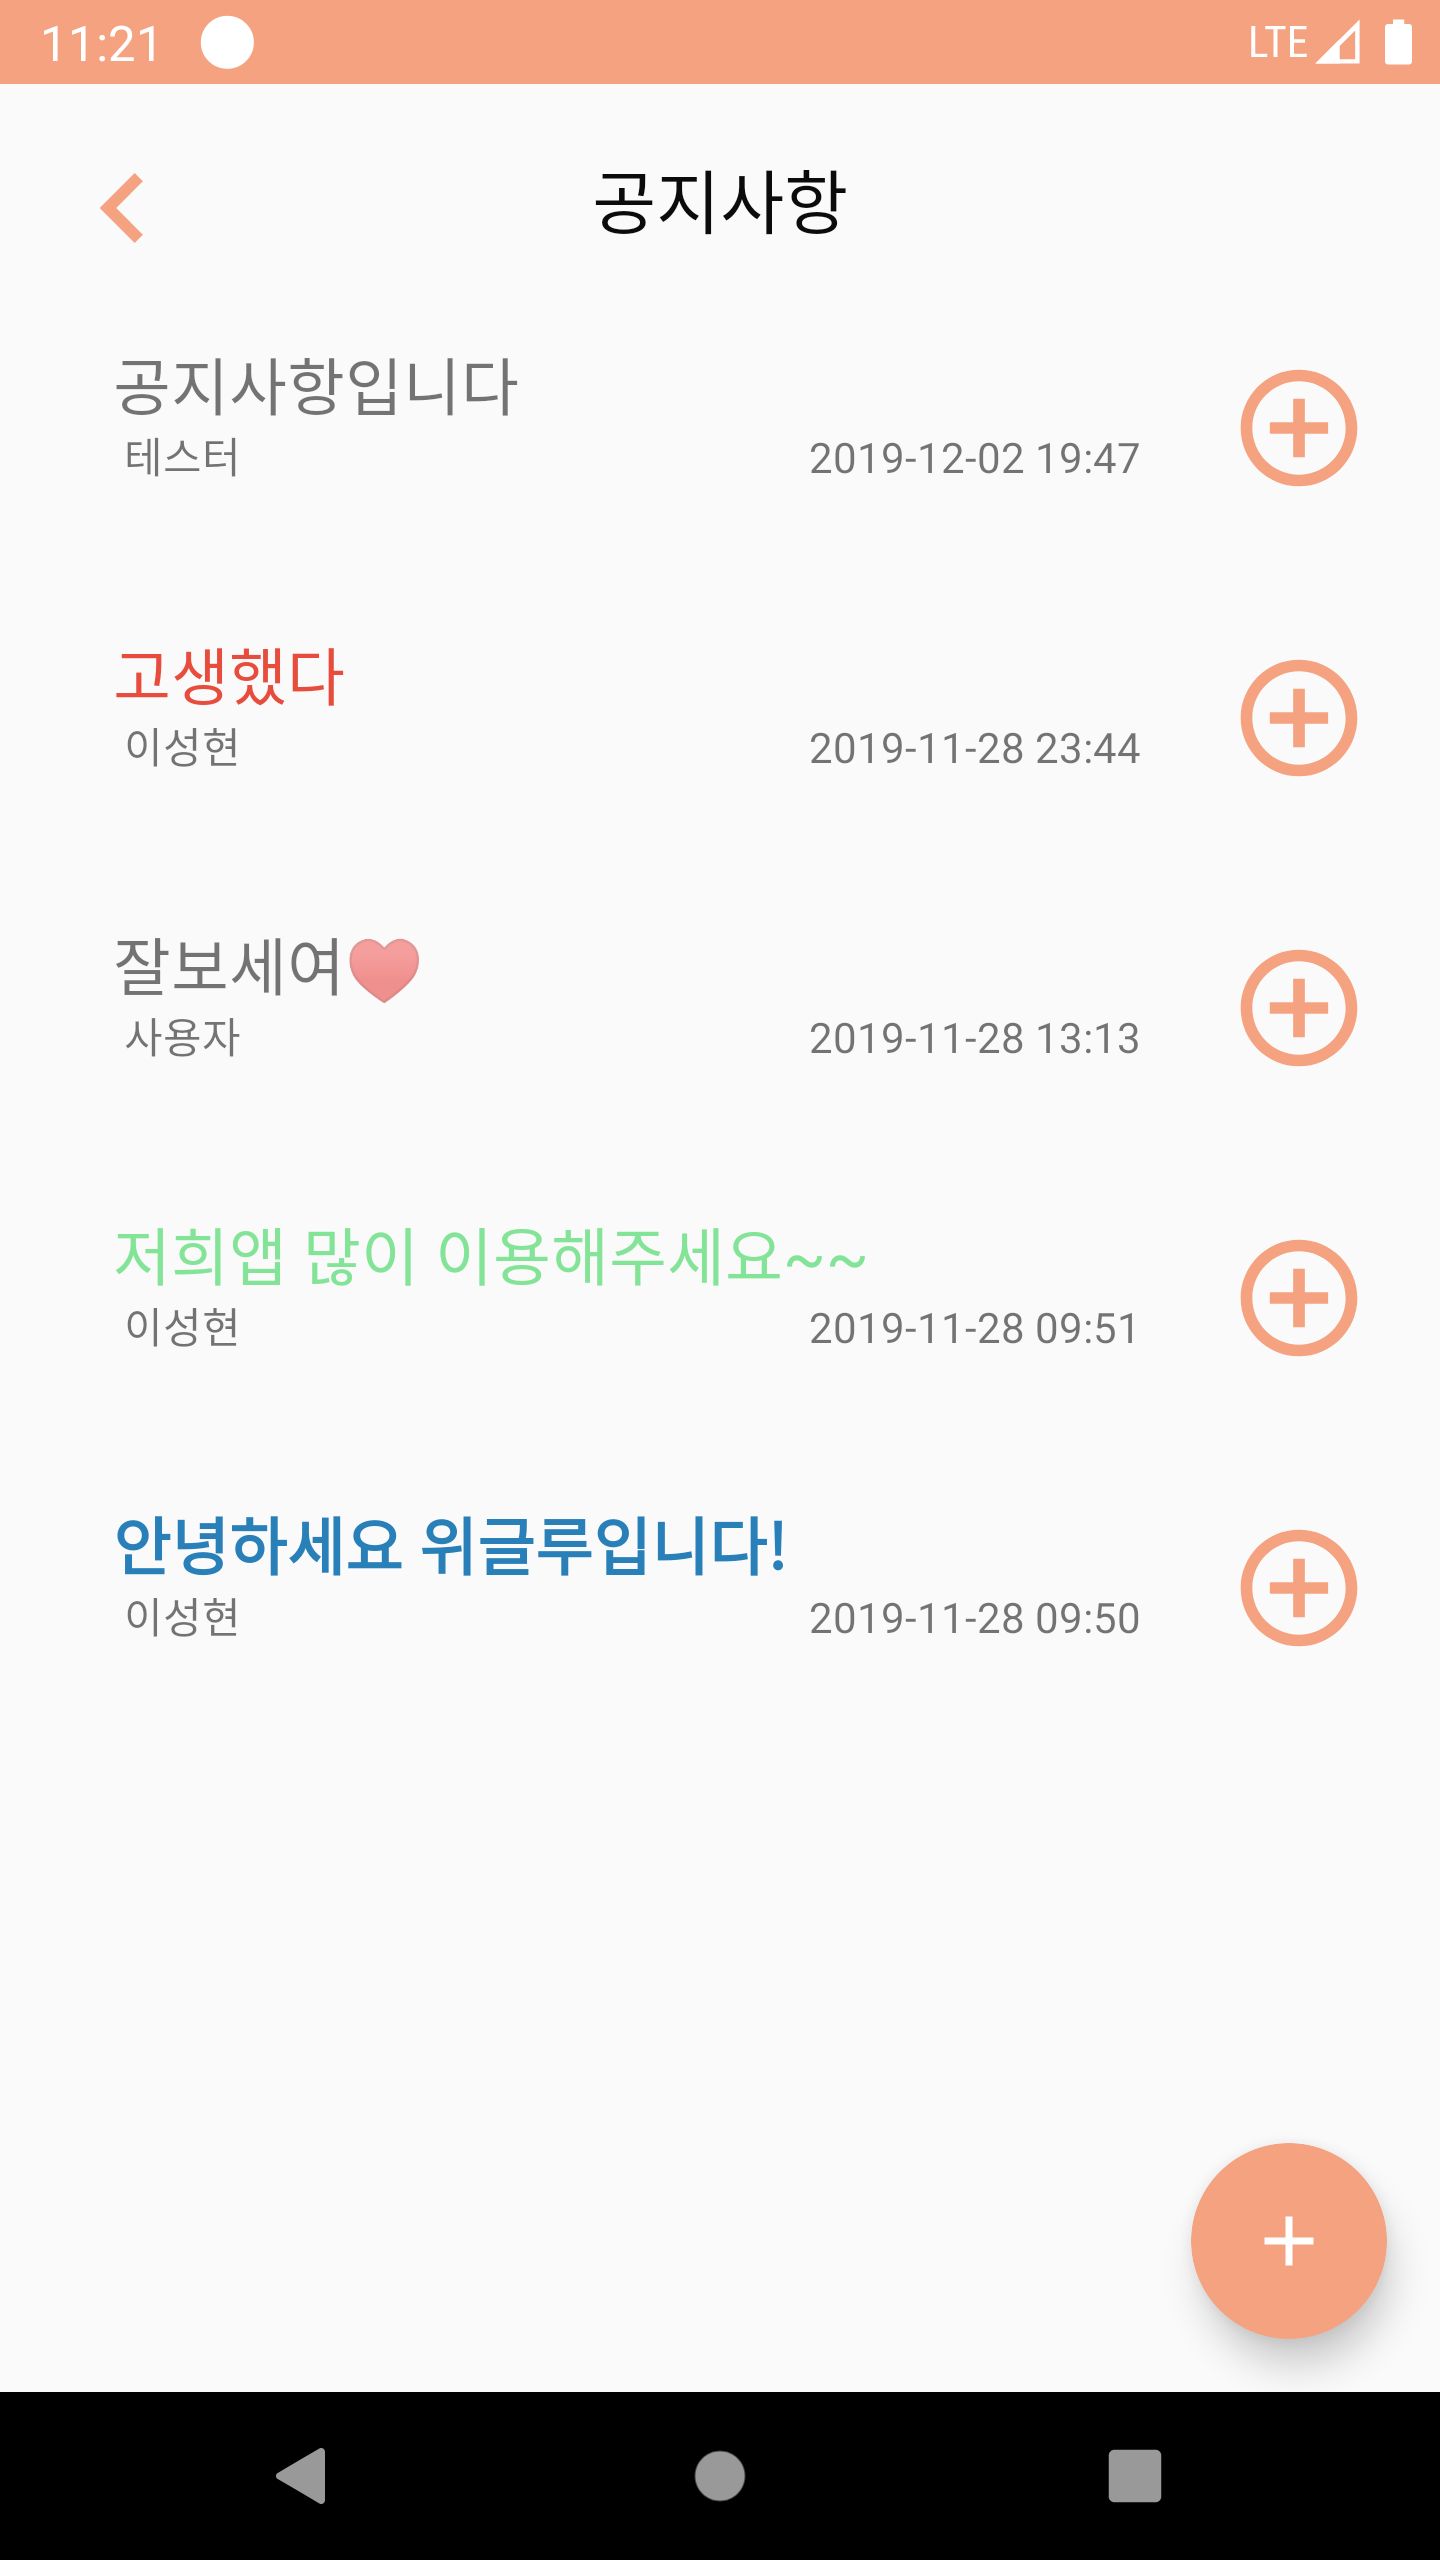 11:21 LTE
공지사항
공지사항입니다
테스터 2019-12-02 19:47
고생했다
이성현 2019-11-28 23:44
잘보세여❤
사용자 2019-11-28 13:13
저희앱 많이 이용해주세요~~
이성현 2019-11-28 09:51
안녕하세요 위글루입니다!
이성현 2019-11-28 09:50